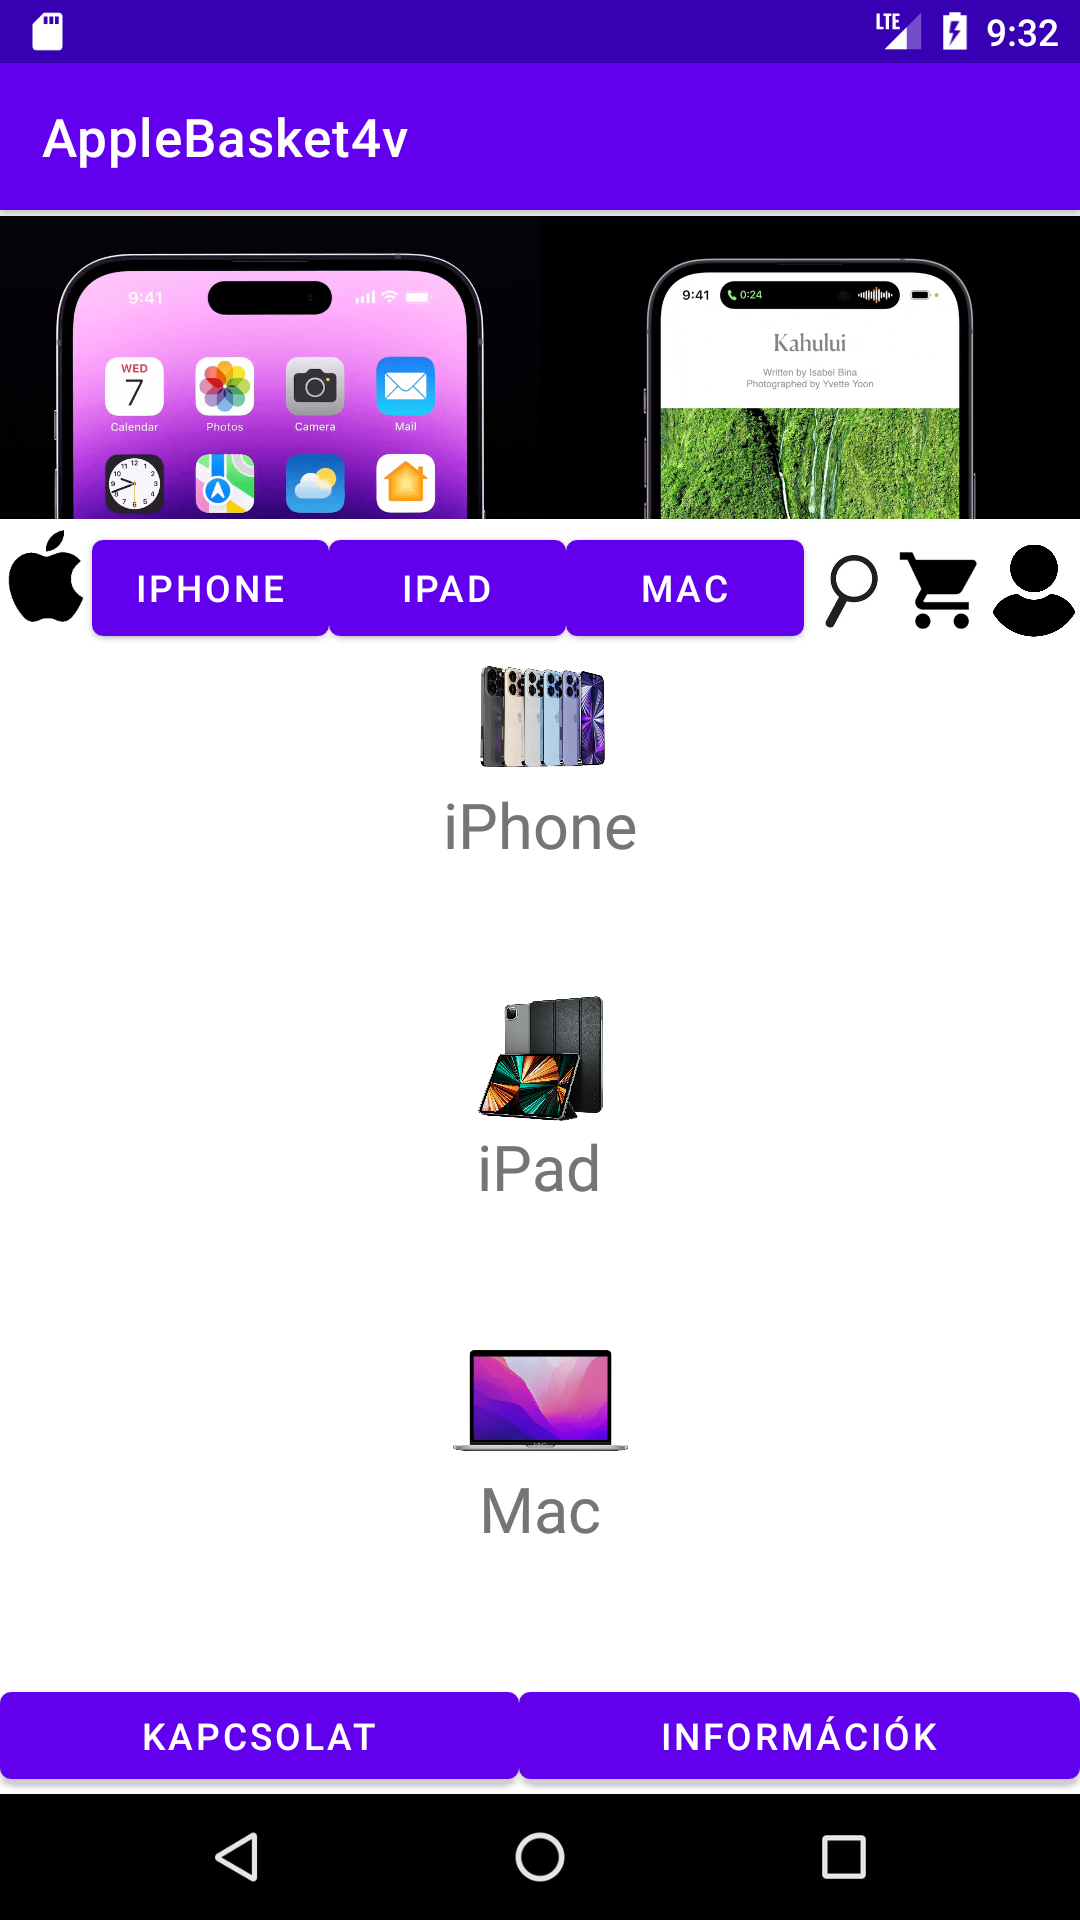 LTE 9:32
AppleBasket4v
9:41
WED
7
Calendar Photos Camera Mail
9:41 0:24
Kahului
Written by Isabel Bina
Photographed by Yvette Yoon
IPHONE IPAD MAC
iPhone
iPad
Mac
KAPCSOLAT INFORMÁCIÓK